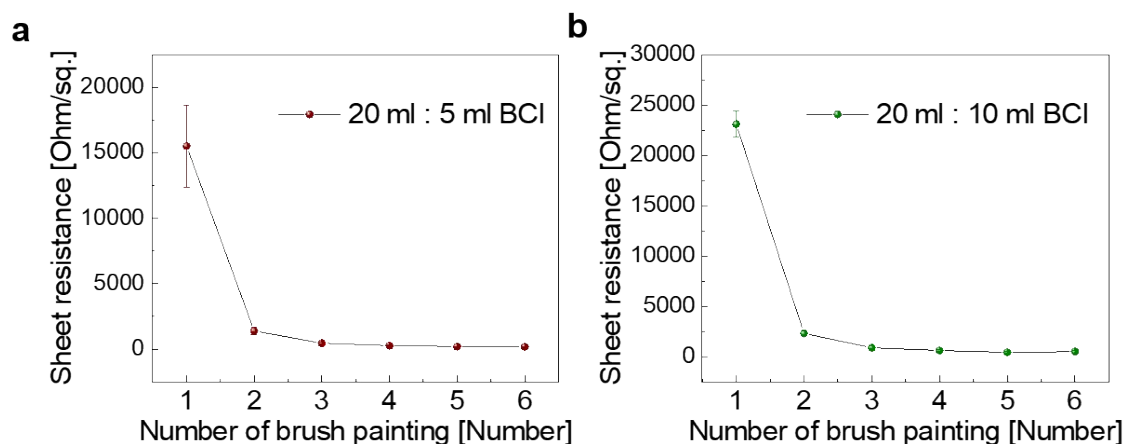 a
Sheet resistance [Ohm/sq.]
20000
15000
10000
5000
0
20 ml : 5 ml BCl
1 2 3 4 5 6
Number of brush painting [Number]
b
Sheet resistance [Ohm/sq.]
30000
25000
20000
15000
10000
5000
0
20 ml : 10 ml BCl
1 2 3 4 5 6
Number of brush painting [Number]